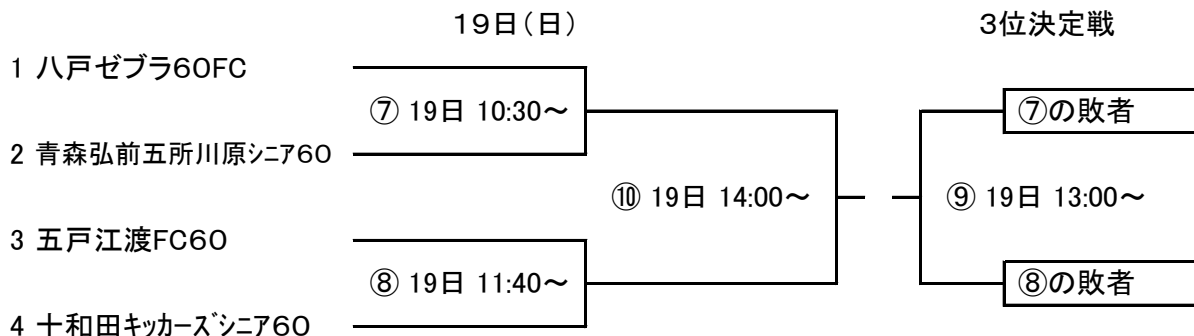 19日(日)
3位決定戦
1 八戸ゼブラ60FC
⑦ 19日 10:30～
⑦の敗者
2 青森弘前五所川原ｼﾆｱ60
⑩ 19日 14:00～
⑨ 19日 13:00～
3 五戸江渡FC60
⑧ 19日 11:40～
⑧の敗者
4 十和田ｷｯｶｰｽﾞｼﾆｱ60